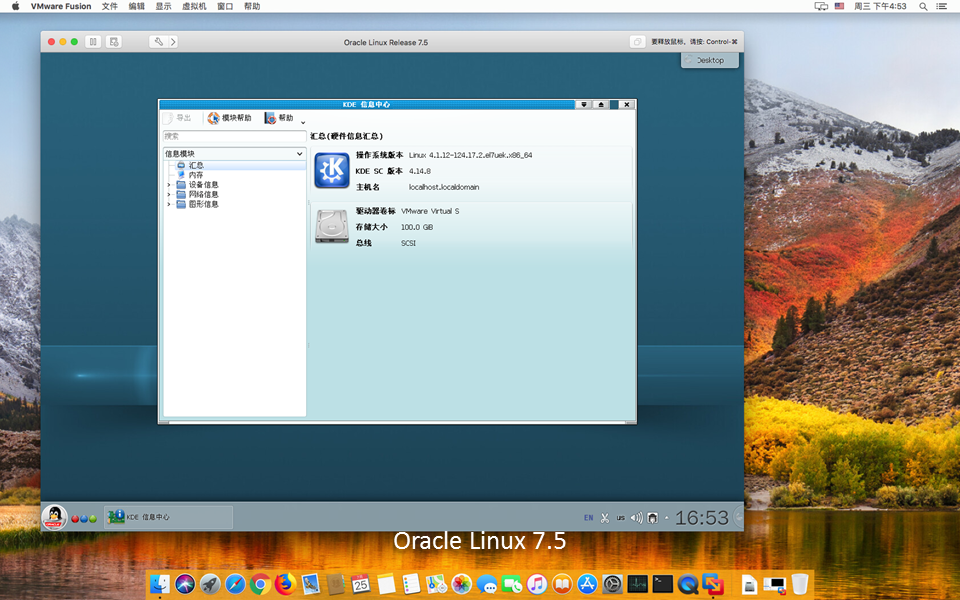 VMware Fusion 文件 编辑 显示 虚拟机 窗口 帮助 周三 下午4:53
Oracle Linux Release 7.5 要释放鼠标，请按: Control-⌘
Desktop
KDE 信息中心
导出 模块帮助 帮助
搜索
汇总(硬件信息汇总)
信息模块
汇总
内存
设备信息
网络信息
图形信息
操作系统版本 Linux 4.1.12-124.17.2.el7uek.x86_64
KDE SC 版本 4.14.8
主机名 localhost.localdomain
驱动器卷标 VMware Virtual S
存储大小 100.0 GiB
总线 SCSI
KDE 信息中心 EN us 16:53
Oracle Linux 7.5
25